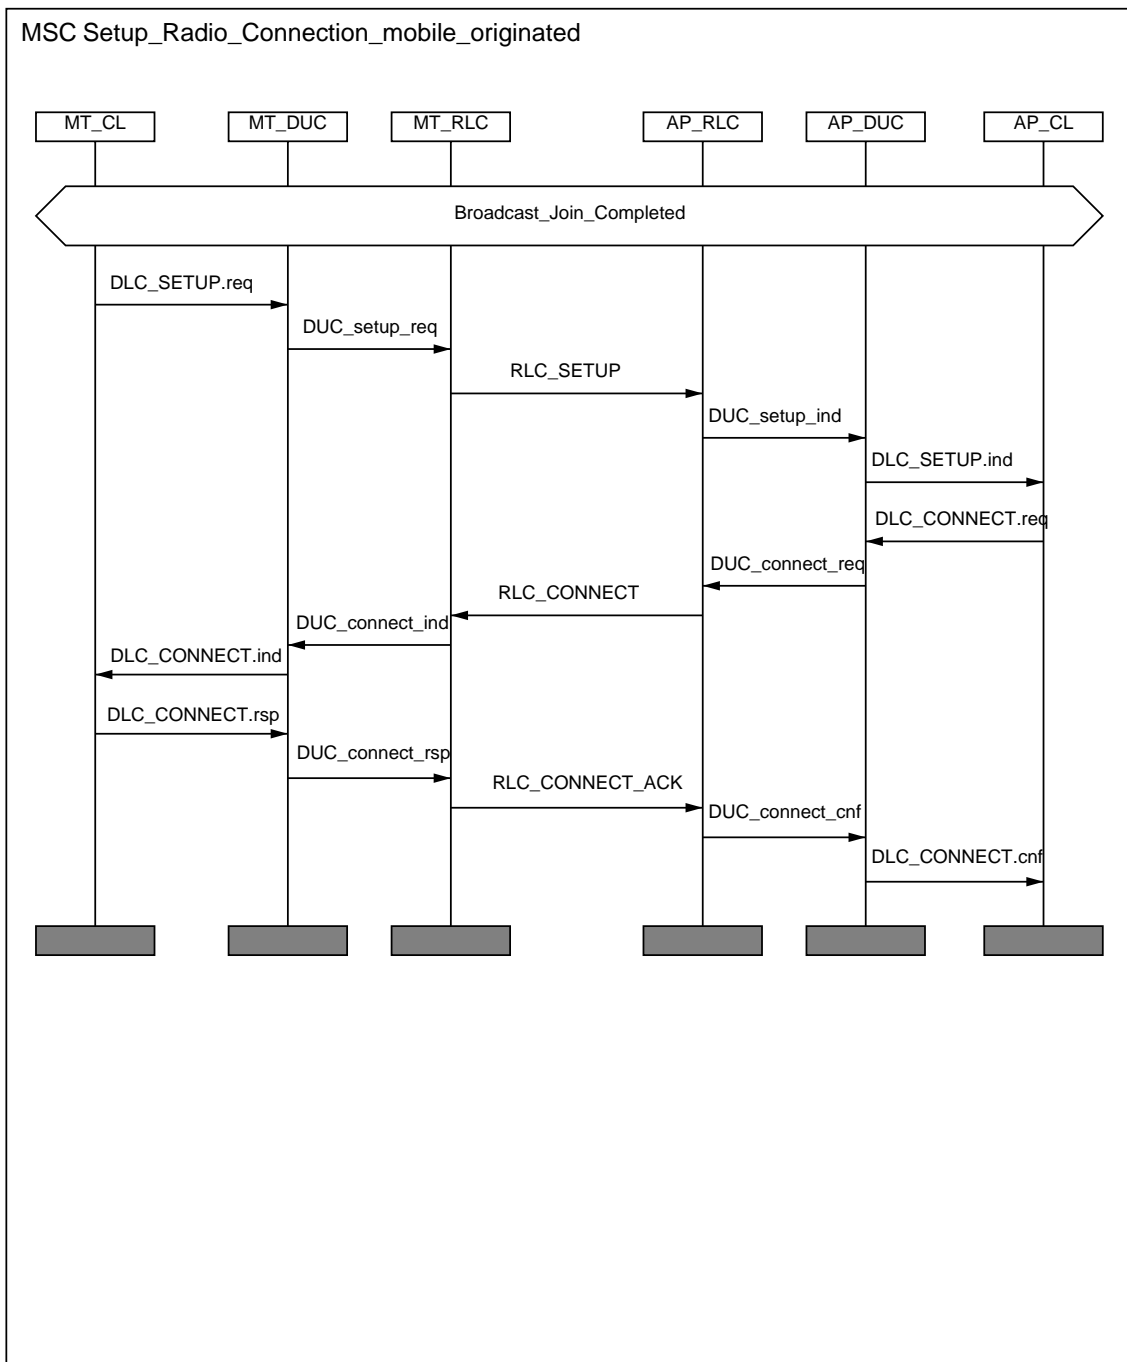 MSC Setup_Radio_Connection_mobile_originated
MT_CL MT_DUC MT_RLC AP_RLC AP_DUC AP_CL
Broadcast_Join_Completed
DLC_SETUP.req
DUC_setup_req
RLC_SETUP
DUC_setup_ind
DLC_SETUP.ind
DLC_CONNECT.req
DUC_connect_req
RLC_CONNECT
DUC_connect_ind
DLC_CONNECT.ind
DLC_CONNECT.rsp
DUC_connect_rsp
RLC_CONNECT_ACK
DUC_connect_cnf
DLC_CONNECT.cnf